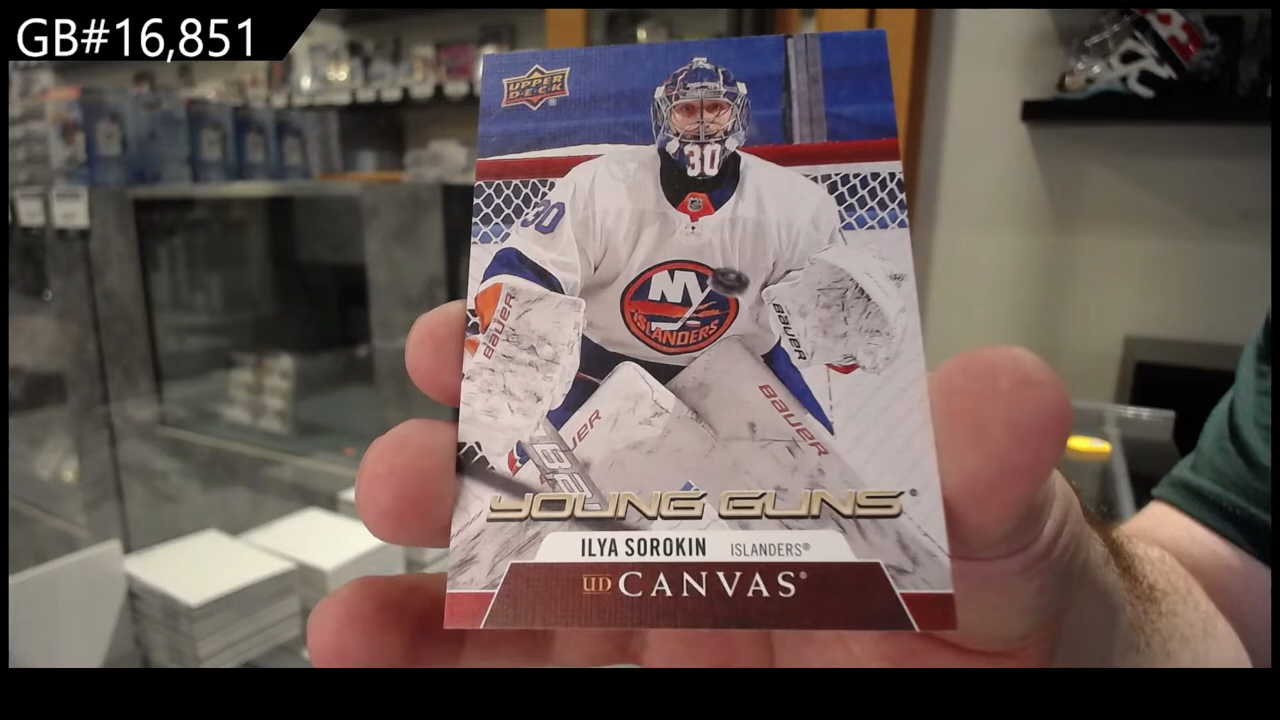 GB#16,851
UPPER
DECK®
30
30
NY
ISLANDERS
BAUER
BAUER
BAUER
YOUNG GUNS®
ILYA SOROKIN ISLANDERS®
UD CANVAS®